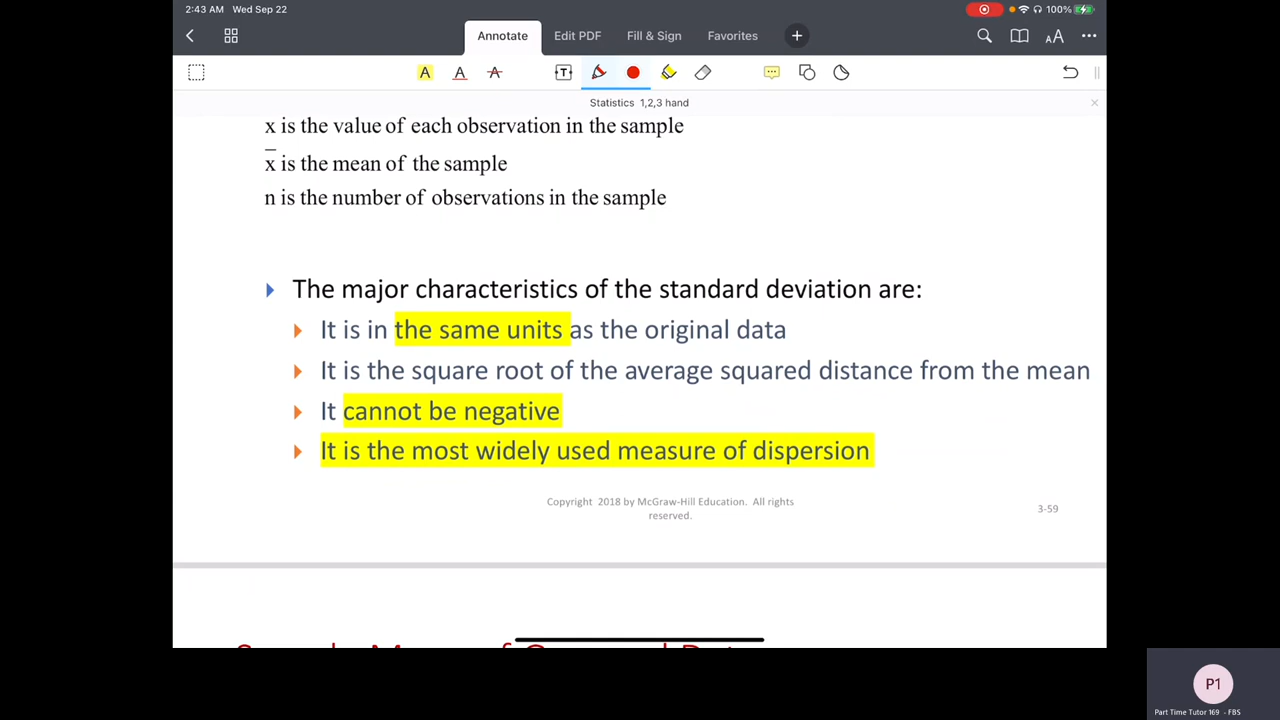 2:43 AM Wed Sep 22
100%
Annotate
Edit PDF
Fill & Sign
Favorites
Statistics 1,2,3 hand
x is the value of each observation in the sample
x̄ is the mean of the sample
n is the number of observations in the sample
The major characteristics of the standard deviation are:
It is in the same units as the original data
It is the square root of the average squared distance from the mean
It cannot be negative
It is the most widely used measure of dispersion
Copyright 2018 by McGraw-Hill Education. All rights
reserved.
3-59
P1
Part Time Tutor 169 - FBS